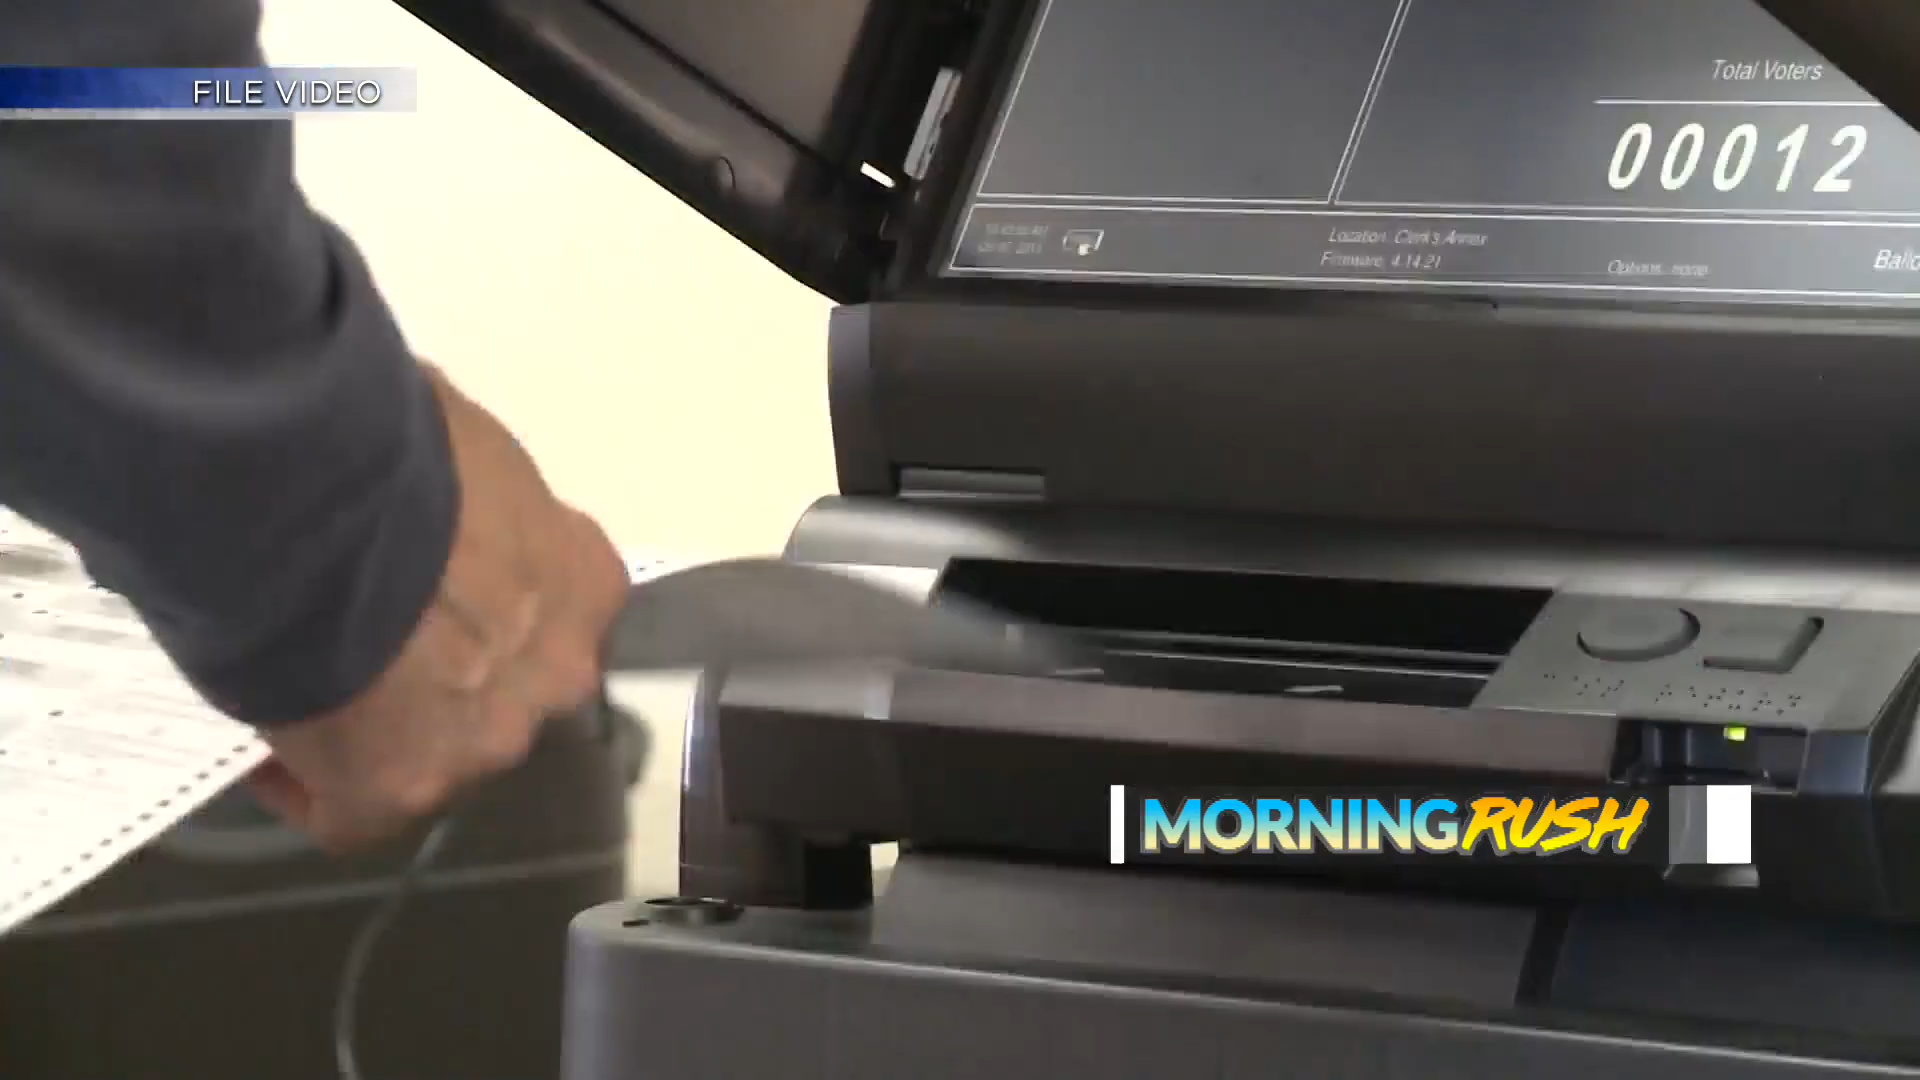 FILE VIDEO
Total Voters
00012
Location: Clerk's Annex
Firmware: 4.14.21
Options: none
MORNING RUSH